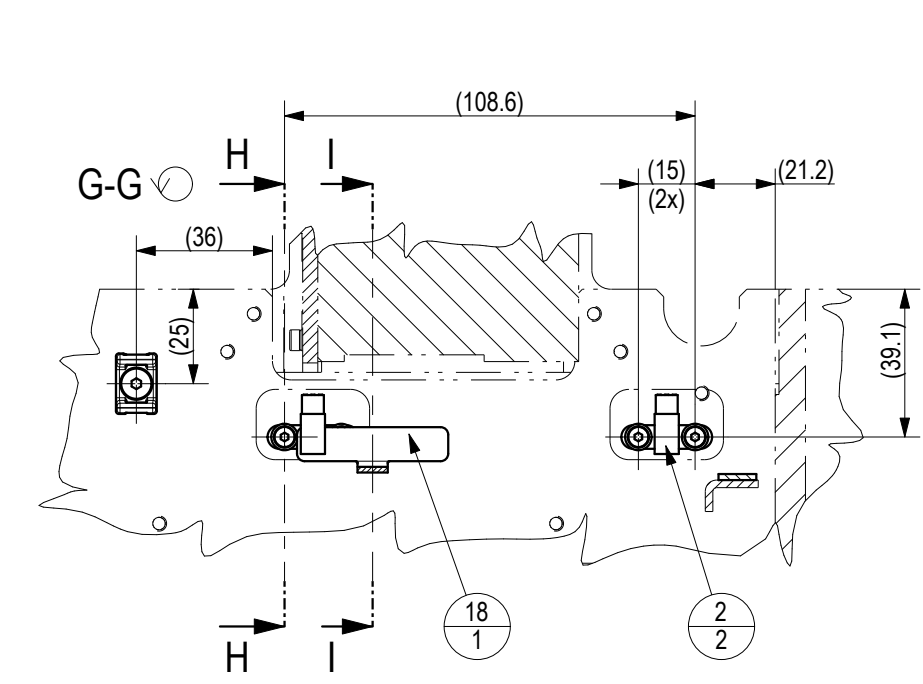 (108.6)
H
I
G-G
(15)
(2x)
(21.2)
(36)
(25)
(39.1)
18
1
2
2
H
I